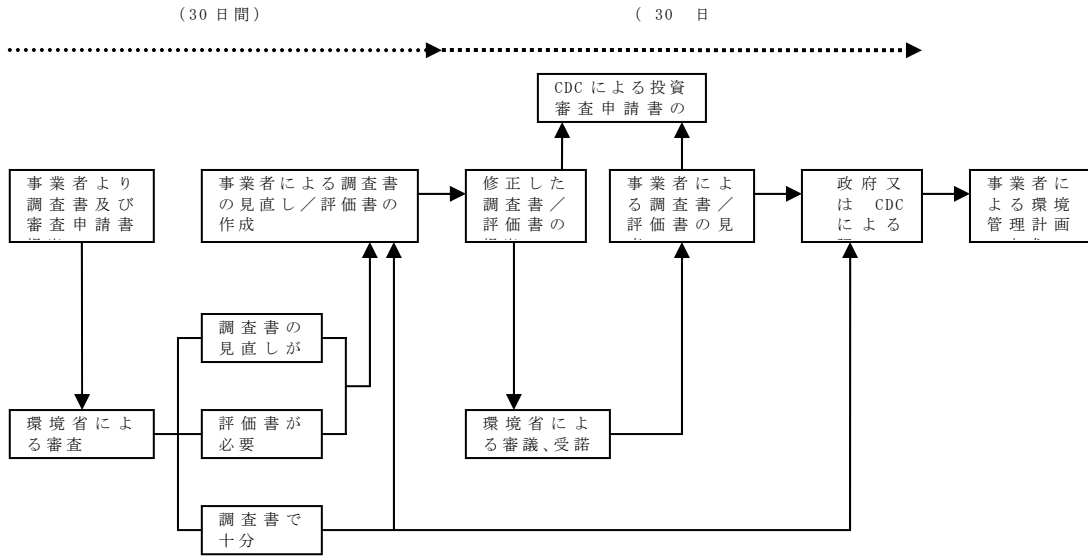 (30日間)
( 30 日
CDCによる投資
審査申請書の
事業者より
調査書及び
審査申請書
事業者による調査書
の見直し／評価書の
作成
修正した
調査書／
評価書の
事業者によ
る調査書／
評価書の見
政府又
は CDC
による
事業者に
よる環境
管理計画
調査書の
見直しが
環境省によ
る審査
評価書が
必要
環境省によ
る審議、受諾
調査書で
十分